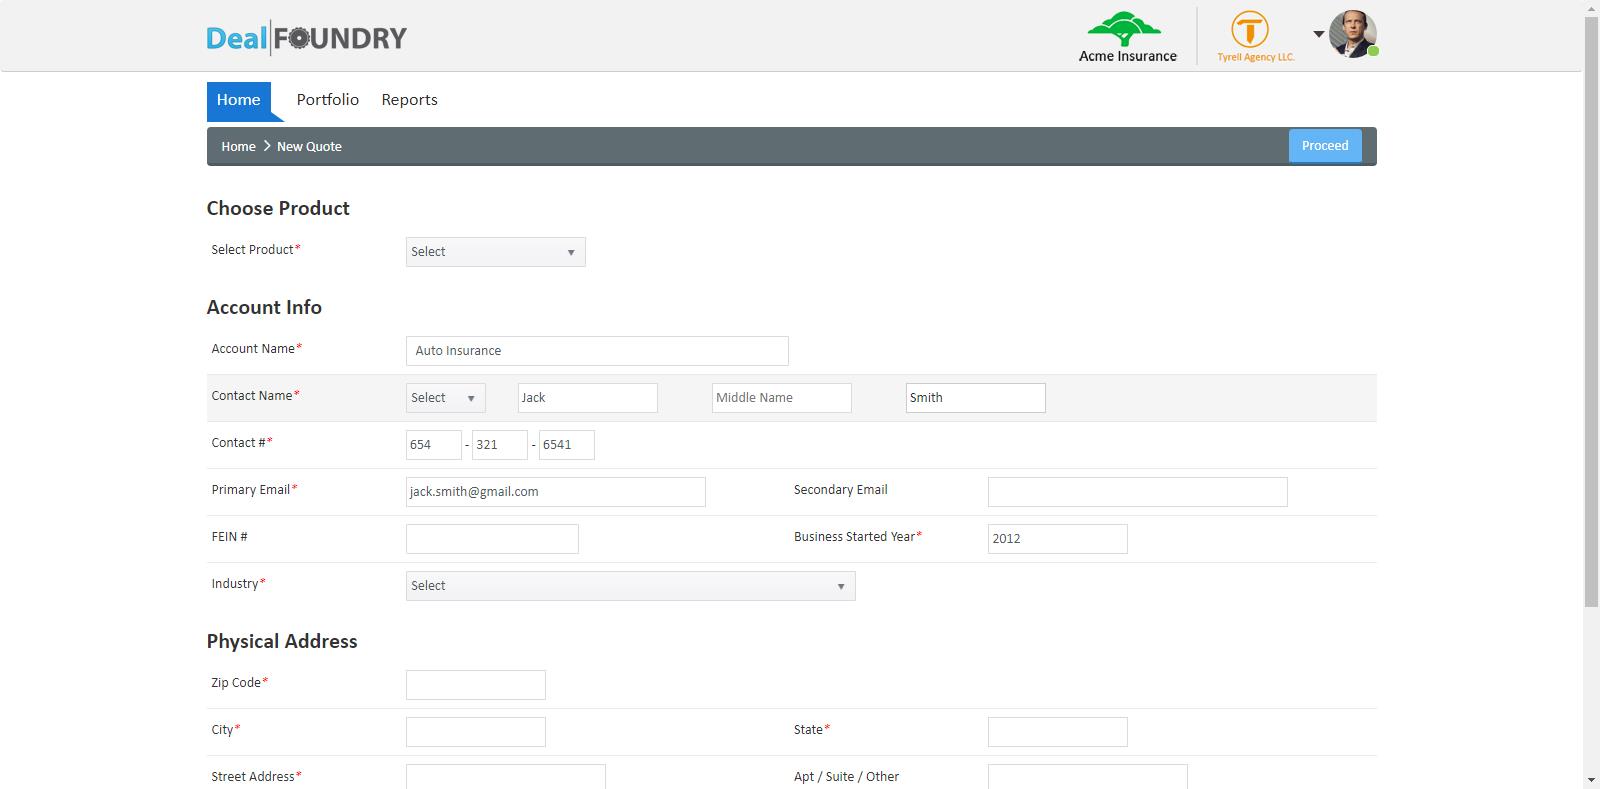 Deal FOUNDRY
Acme Insurance
Tyrell Agency LLC.
Home Portfolio Reports
Home New Quote Proceed
Choose Product
Select Product* Select
Account Info
Account Name* Auto Insurance
Contact Name* Select Jack Middle Name Smith
Contact #* 654 - 321 - 6541
Primary Email* jack.smith@gmail.com Secondary Email
FEIN # Business Started Year* 2012
Industry* Select
Physical Address
Zip Code*
City* State*
Street Address* Apt / Suite / Other